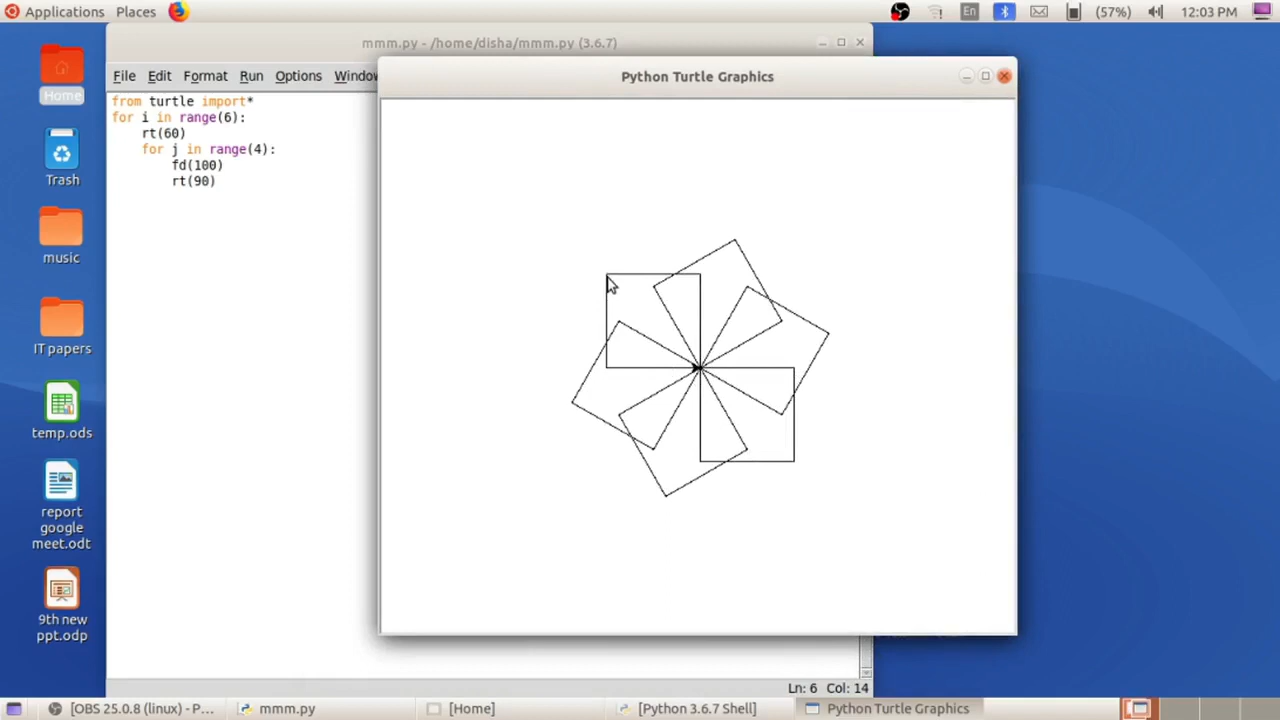 Applications Places En (57%) 12:03 PM
mmm.py - /home/disha/mmm.py (3.6.7)
File Edit Format Run Options Window
Python Turtle Graphics
from turtle import*
for i in range(6):
    rt(60)
    for j in range(4):
        fd(100)
        rt(90)
Home
Trash
music
IT papers
temp.ods
report
google
meet.odt
9th new
ppt.odp
Ln: 6 Col: 14
[OBS 25.0.8 (linux) - P... mmm.py [Home] [Python 3.6.7 Shell] Python Turtle Graphics